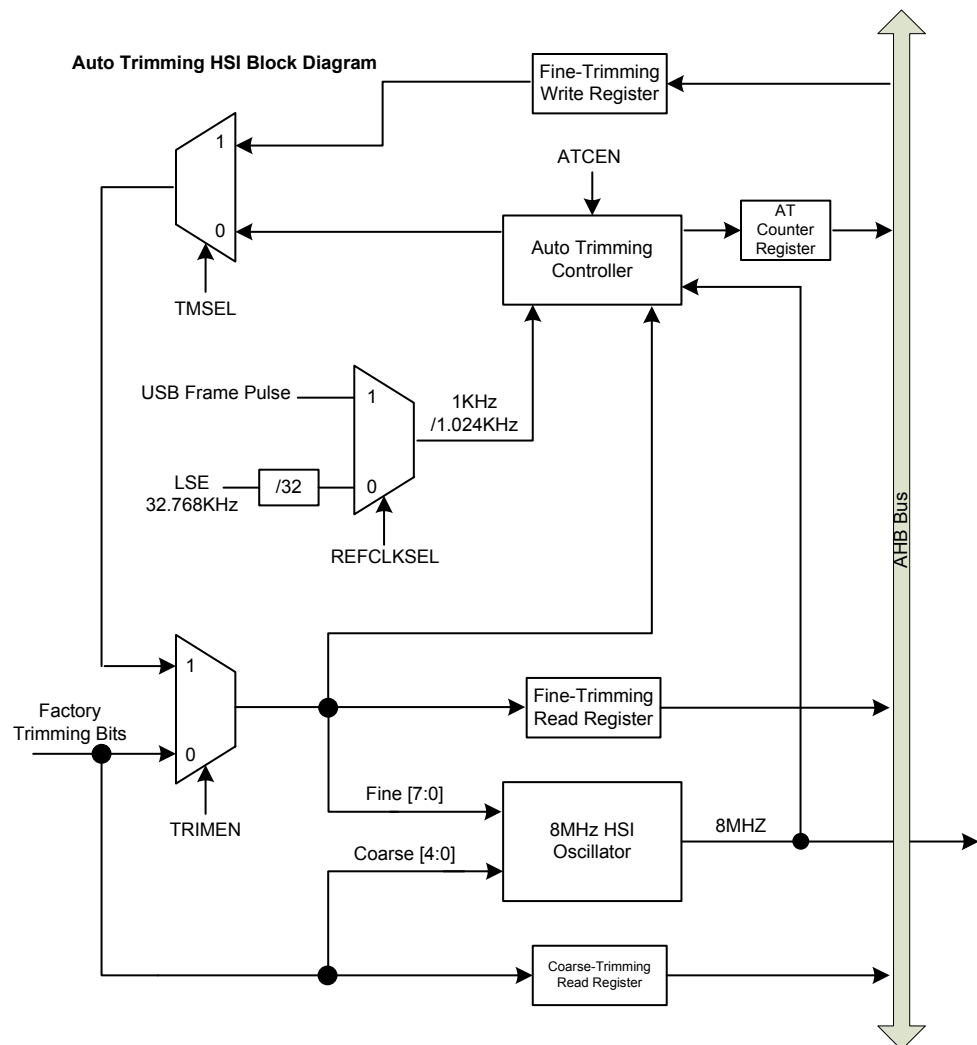 Auto Trimming HSI Block Diagram
Fine-Trimming
Write Register
1
0
TMSEL
ATCEN
Auto Trimming
Controller
AT
Counter
Register
USB Frame Pulse
1
1KHz
/1.024KHz
LSE
32.768KHz
/32
0
REFCLKSEL
AHB Bus
1
Factory
Trimming Bits
0
TRIMEN
Fine-Trimming
Read Register
Fine [7:0]
Coarse [4:0]
8MHz HSI
Oscillator
8MHZ
Coarse-Trimming
Read Register